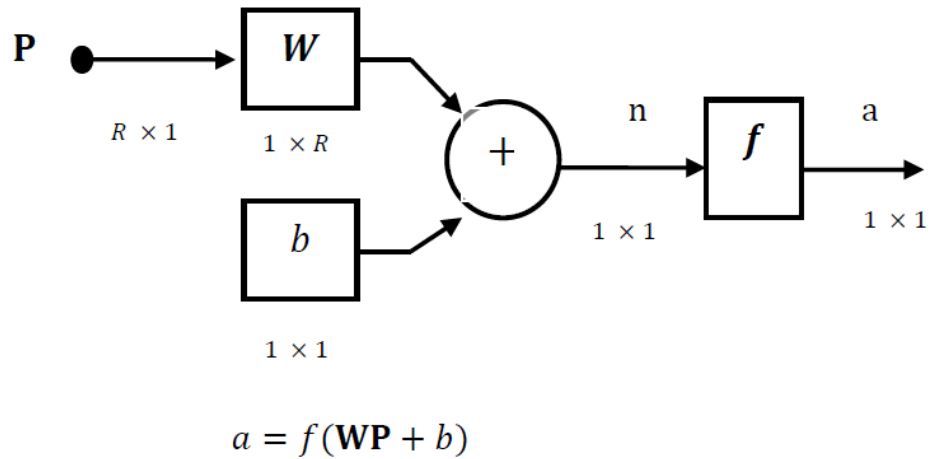 P W
R × 1 1 × R
+ n f a
b 1 × 1 1 × 1
1 × 1
a = f(WP + b)